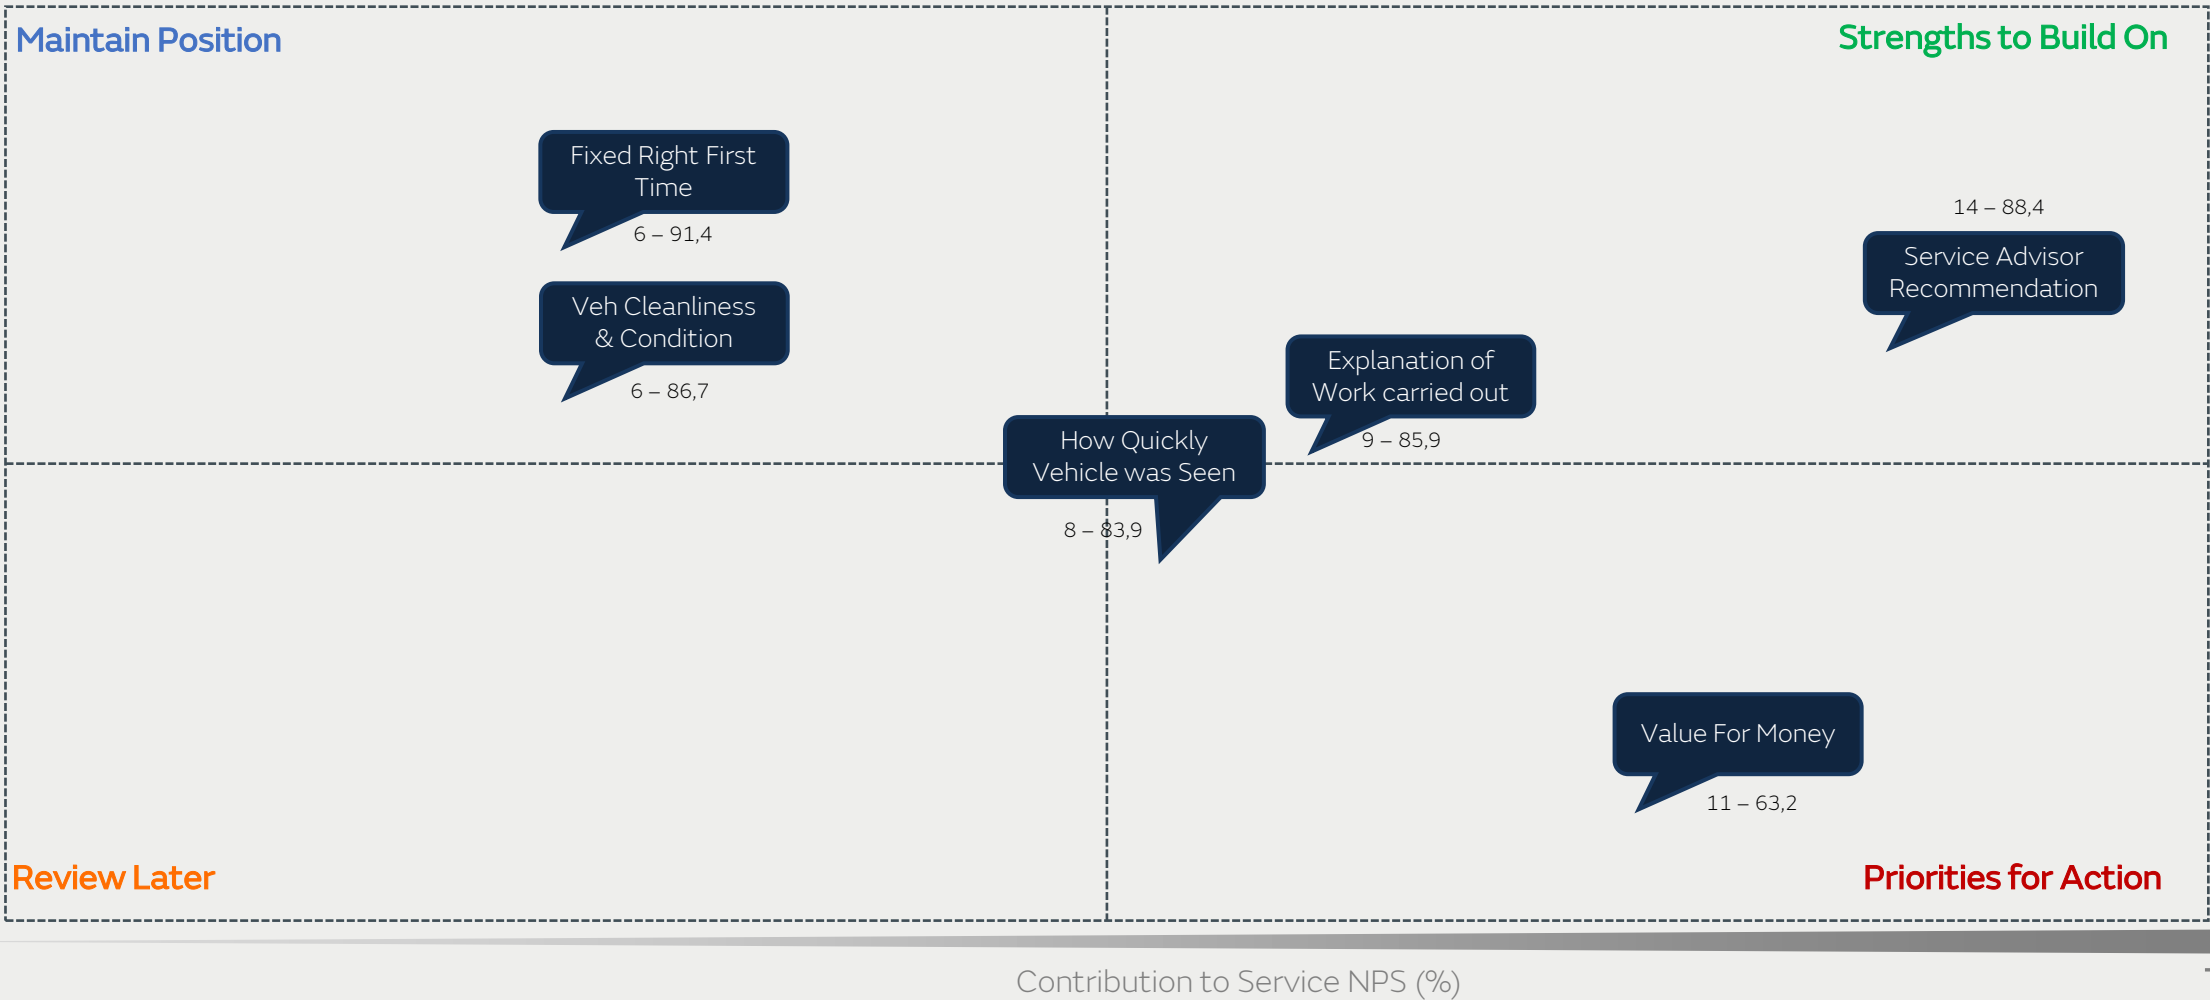 Maintain Position
Strengths to Build On
Fixed Right First
Time
6 – 91,4
14 – 88,4
Service Advisor
Recommendation
Veh Cleanliness
& Condition
6 – 86,7
Explanation of
Work carried out
9 – 85,9
How Quickly
Vehicle was Seen
8 – 83,9
Value For Money
11 – 63,2
Review Later
Priorities for Action
Contribution to Service NPS (%)